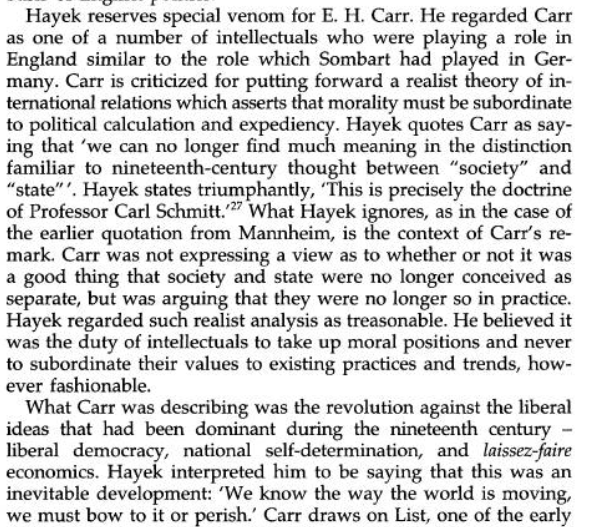 Hayek reserves special venom for E. H. Carr. He regarded Carr
as one of a number of intellectuals who were playing a role in
England similar to the role which Sombart had played in Ger-
many. Carr is criticized for putting forward a realist theory of in-
ternational relations which asserts that morality must be subordinate
to political calculation and expediency. Hayek quotes Carr as say-
ing that ‘we can no longer find much meaning in the distinction
familiar to nineteenth-century thought between “society” and
“state”’. Hayek states triumphantly, ‘This is precisely the doctrine
of Professor Carl Schmitt.’27 What Hayek ignores, as in the case of
the earlier quotation from Mannheim, is the context of Carr's re-
mark. Carr was not expressing a view as to whether or not it was
a good thing that society and state were no longer conceived as
separate, but was arguing that they were no longer so in practice.
Hayek regarded such realist analysis as treasonable. He believed it
was the duty of intellectuals to take up moral positions and never
to subordinate their values to existing practices and trends, how-
ever fashionable.
What Carr was describing was the revolution against the liberal
ideas that had been dominant during the nineteenth century –
liberal democracy, national self-determination, and laissez-faire
economics. Hayek interpreted him to be saying that this was an
inevitable development: ‘We know the way the world is moving,
we must bow to it or perish.’ Carr draws on List, one of the early